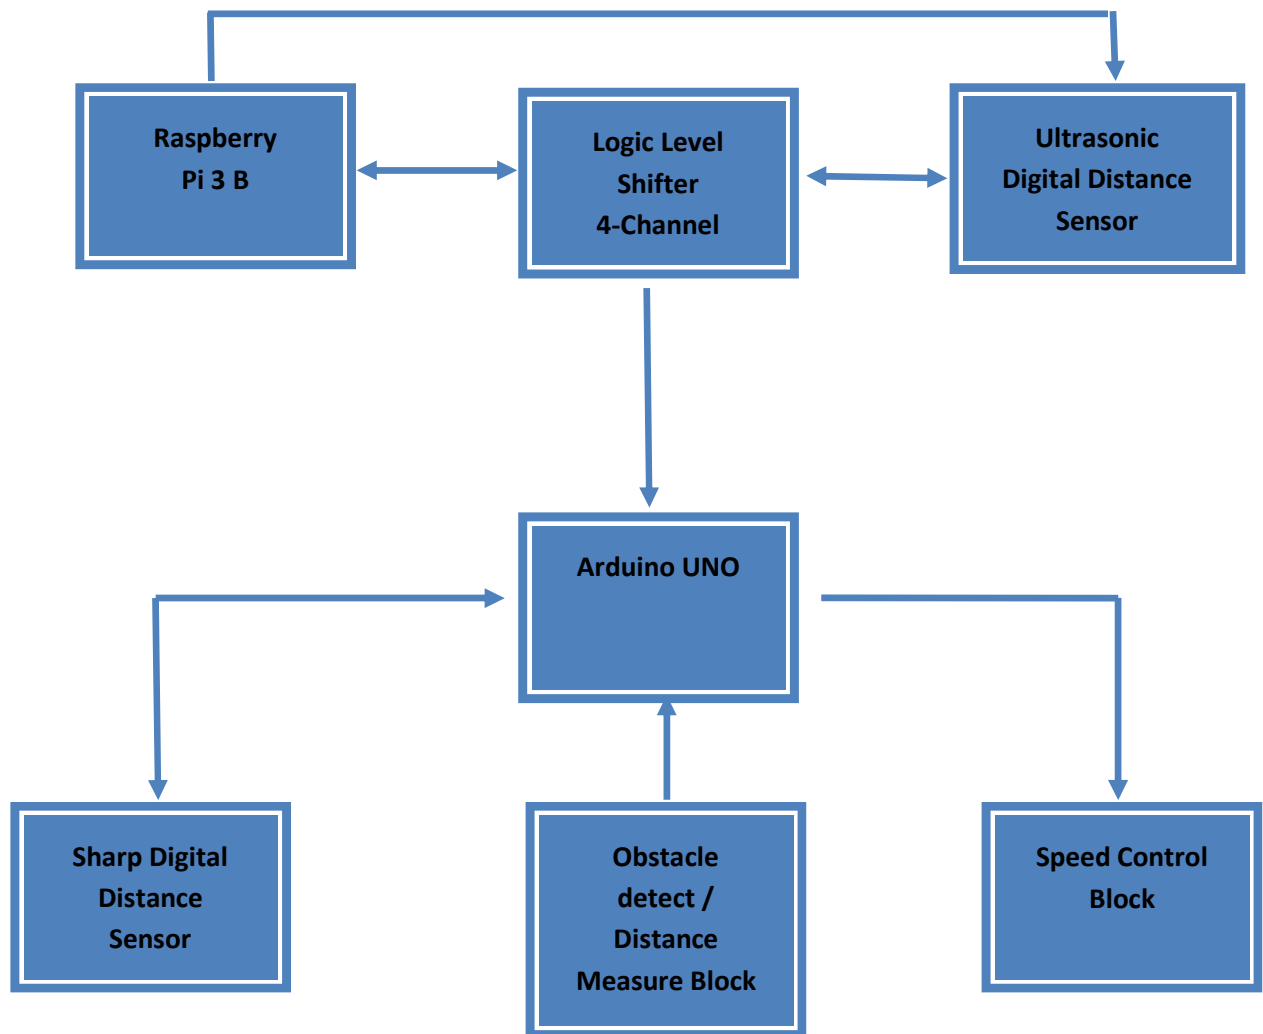 Raspberry
Pi 3 B
Logic Level
Shifter
4-Channel
Ultrasonic
Digital Distance
Sensor
Arduino UNO
Sharp Digital
Distance
Sensor
Obstacle
detect /
Distance
Measure Block
Speed Control
Block